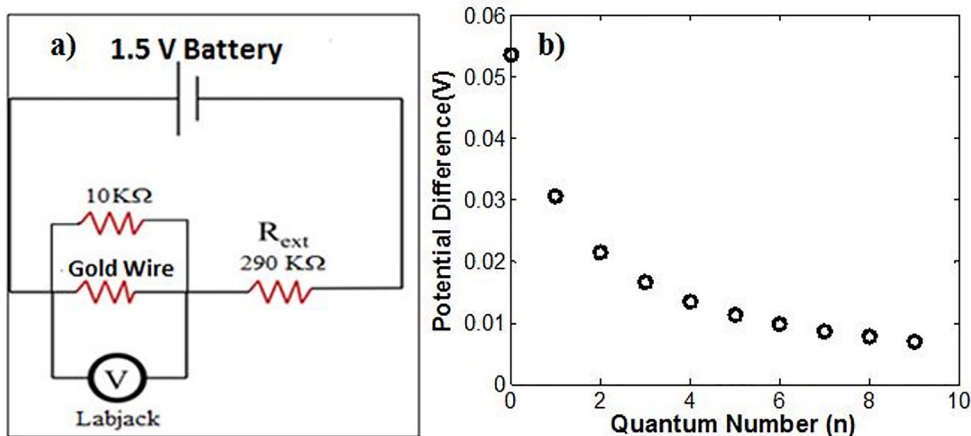 a)
1.5 V Battery
10KΩ
Gold Wire
R_ext
290 KΩ
V
Labjack
b)
Potential Difference(V)
0.06
0.05
0.04
0.03
0.02
0.01
0
0 2 4 6 8 10
Quantum Number (n)